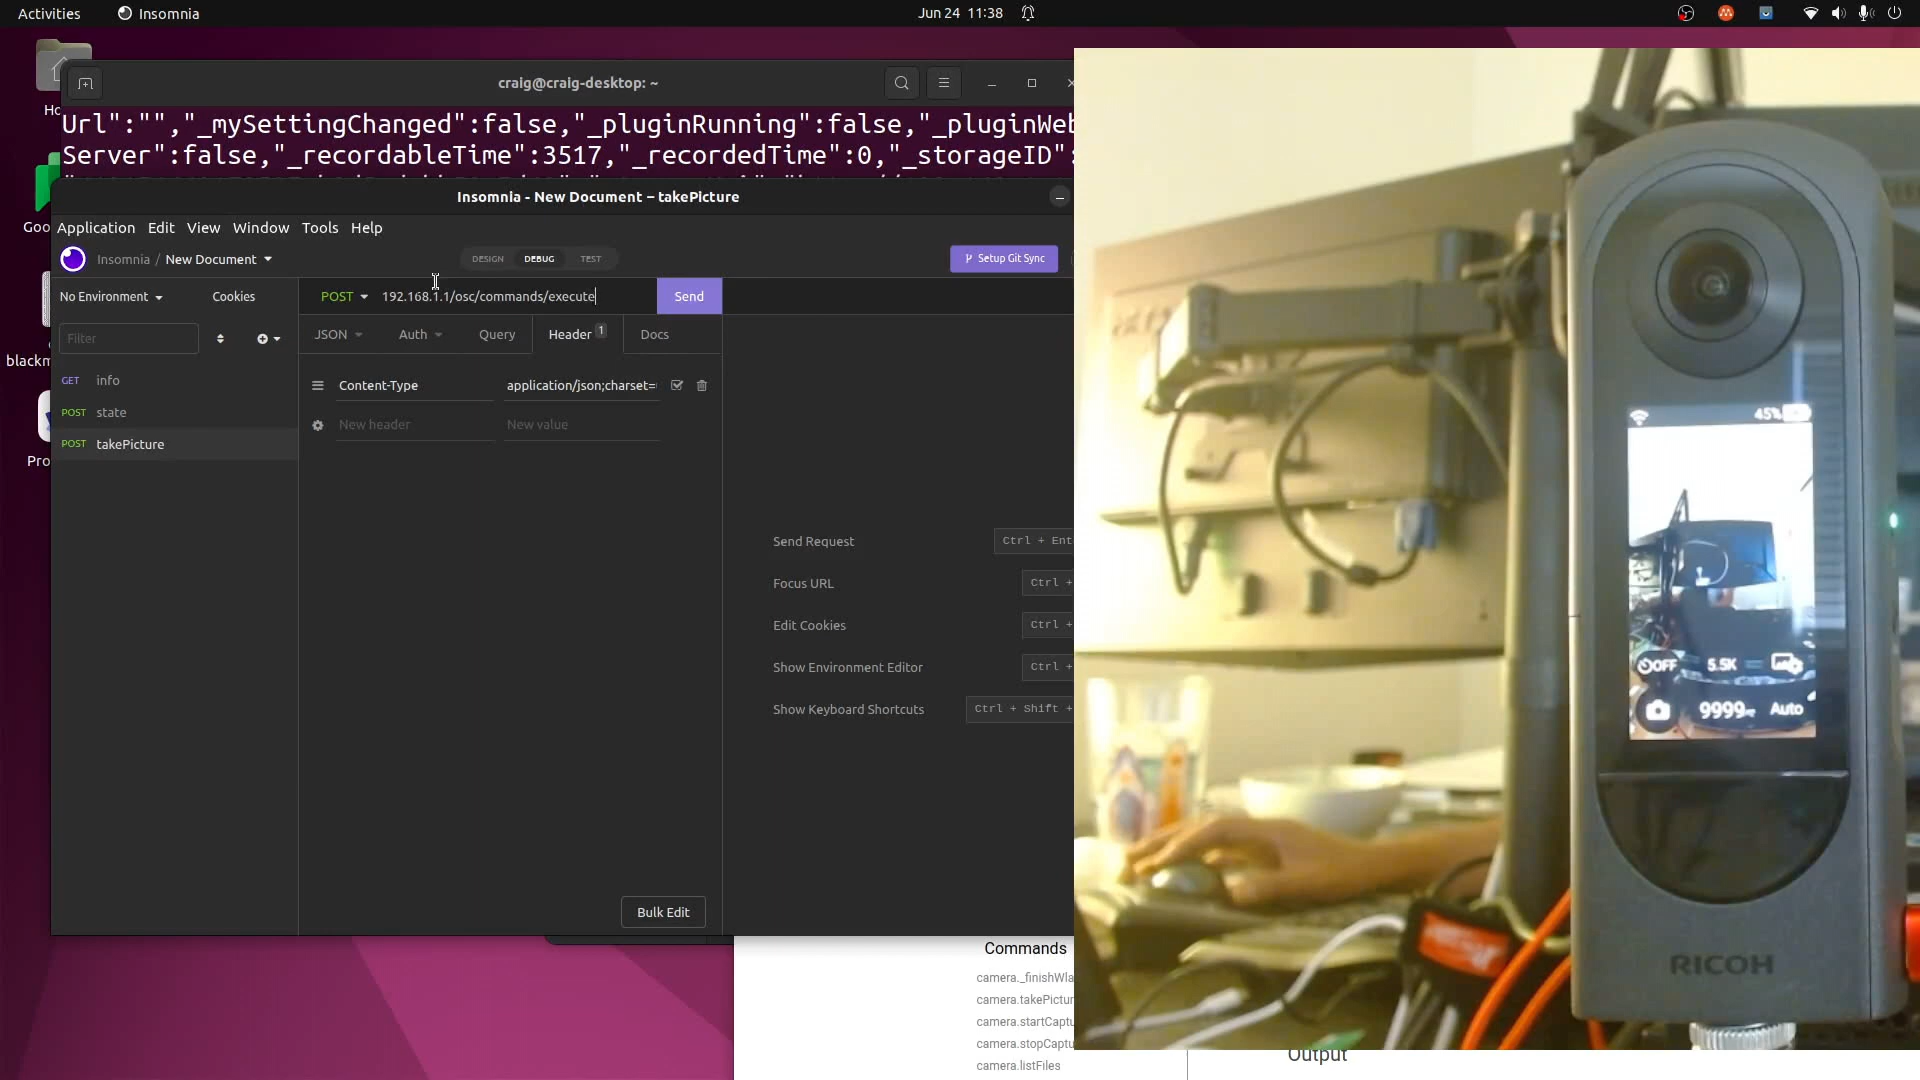 Activities
Insomnia
Jun 24 11:38
craig@craig-desktop: ~
Url":"","_mySettingChanged":false,"_pluginRunning":false,"_pluginWeb
Server":false,"_recordableTime":3517,"_recordedTime":0,"_storageID":
Insomnia - New Document – takePicture
Application Edit View Window Tools Help
Insomnia / New Document
DESIGN DEBUG TEST
Setup Git Sync
No Environment
Cookies
POST 192.168.1.1/osc/commands/execute
Send
Filter
JSON Auth Query Header 1 Docs
GET info
POST state
POST takePicture
Content-Type application/json;charset=
New header New value
Send Request Ctrl + Ent
Focus URL Ctrl +
Edit Cookies Ctrl +
Show Environment Editor Ctrl +
Show Keyboard Shortcuts Ctrl + Shift +
Bulk Edit
Commands
camera._finishWla
camera.takePictur
camera.startCaptu
camera.stopCaptu
camera.listFiles
Output
45%
OFF 5.5K
9999 Auto
RICOH